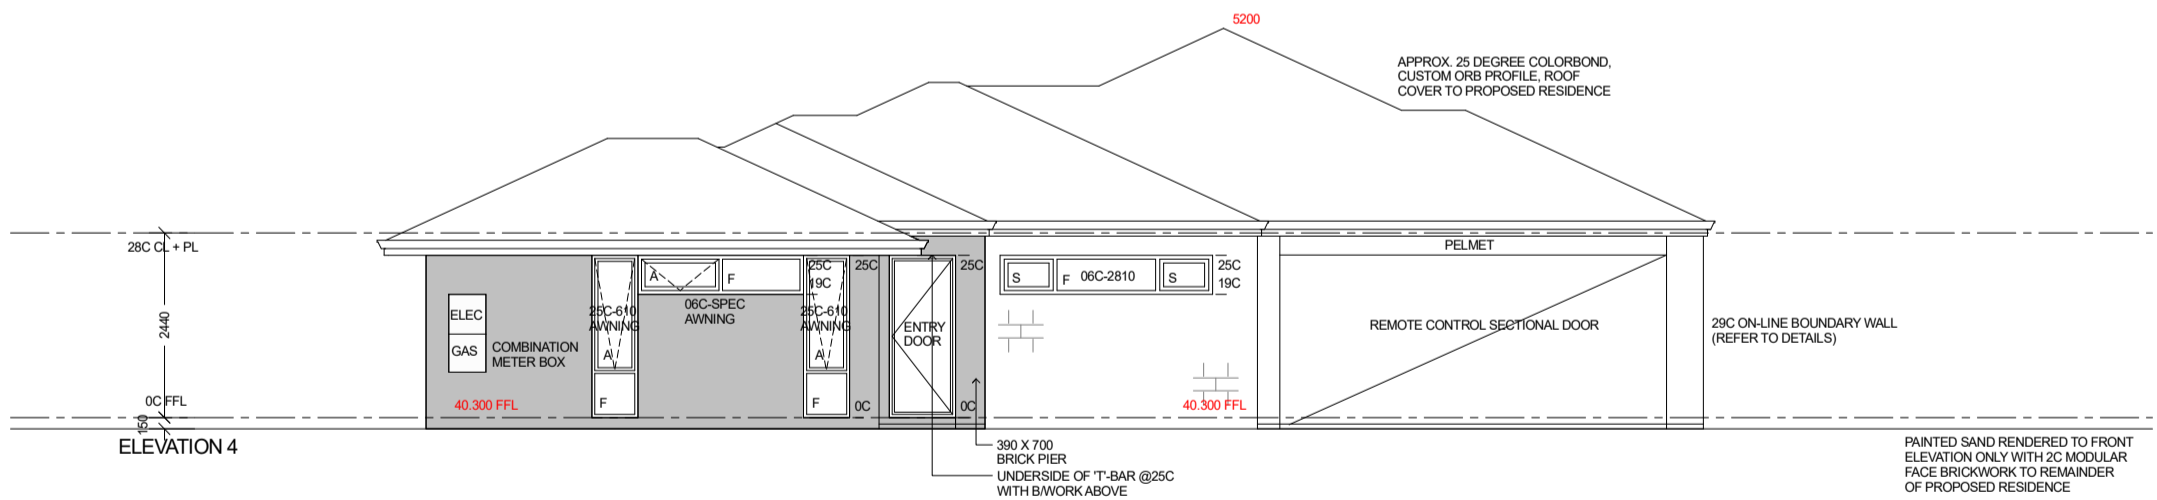 5200
APPROX. 25 DEGREE COLORBOND,
CUSTOM ORB PROFILE, ROOF
COVER TO PROPOSED RESIDENCE
28C CL + PL
2440
0C FFL
150
ELEVATION 4
ELEC
GAS
COMBINATION
METER BOX
40.300 FFL
25C-610
AWNING
A
F
A
F
06C-SPEC
AWNING
25C
19C
25C-610
AWNING
A
F
25C
0C
ENTRY
DOOR
25C
0C
390 X 700
BRICK PIER
UNDERSIDE OF 'T'-BAR @25C
WITH B/WORK ABOVE
S
F
06C-2810
S
25C
19C
40.300 FFL
PELMET
REMOTE CONTROL SECTIONAL DOOR
29C ON-LINE BOUNDARY WALL
(REFER TO DETAILS)
PAINTED SAND RENDERED TO FRONT
ELEVATION ONLY WITH 2C MODULAR
FACE BRICKWORK TO REMAINDER
OF PROPOSED RESIDENCE